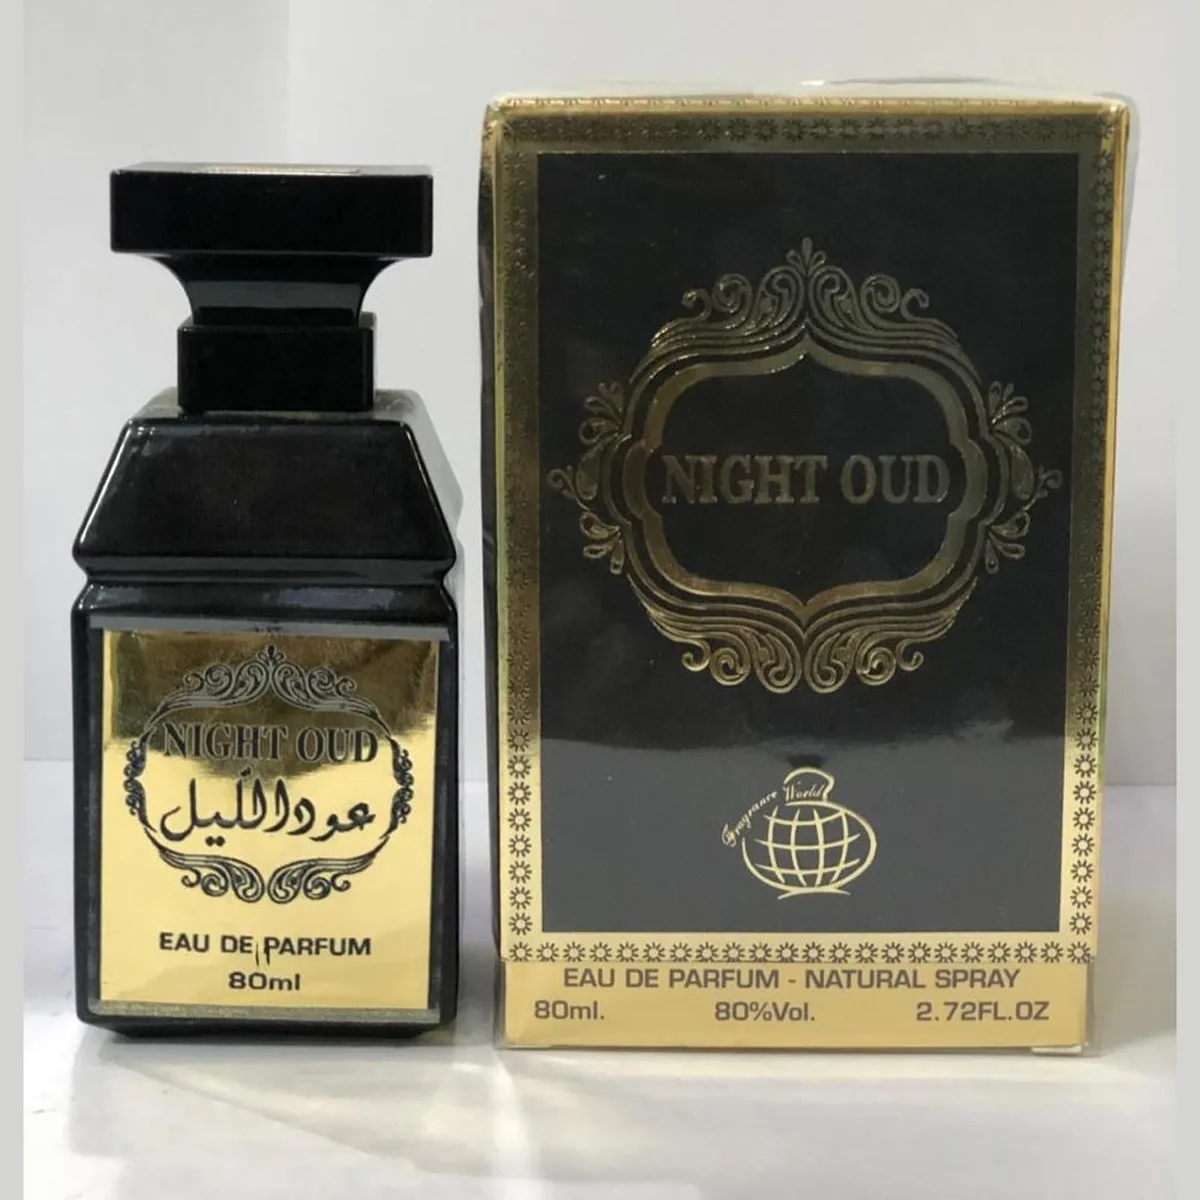 NIGHT OUD
عود الليل
EAU DE PARFUM
80ml
NIGHT OUD
Fragrance World
EAU DE PARFUM - NATURAL SPRAY
80ml. 80%Vol. 2.72FL.OZ